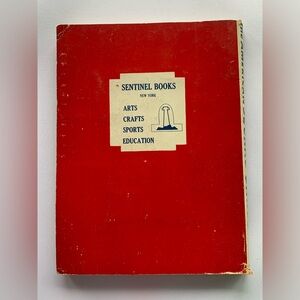 SENTINEL BOOKS
NEW YORK
ARTS
CRAFTS
SPORTS
EDUCATION